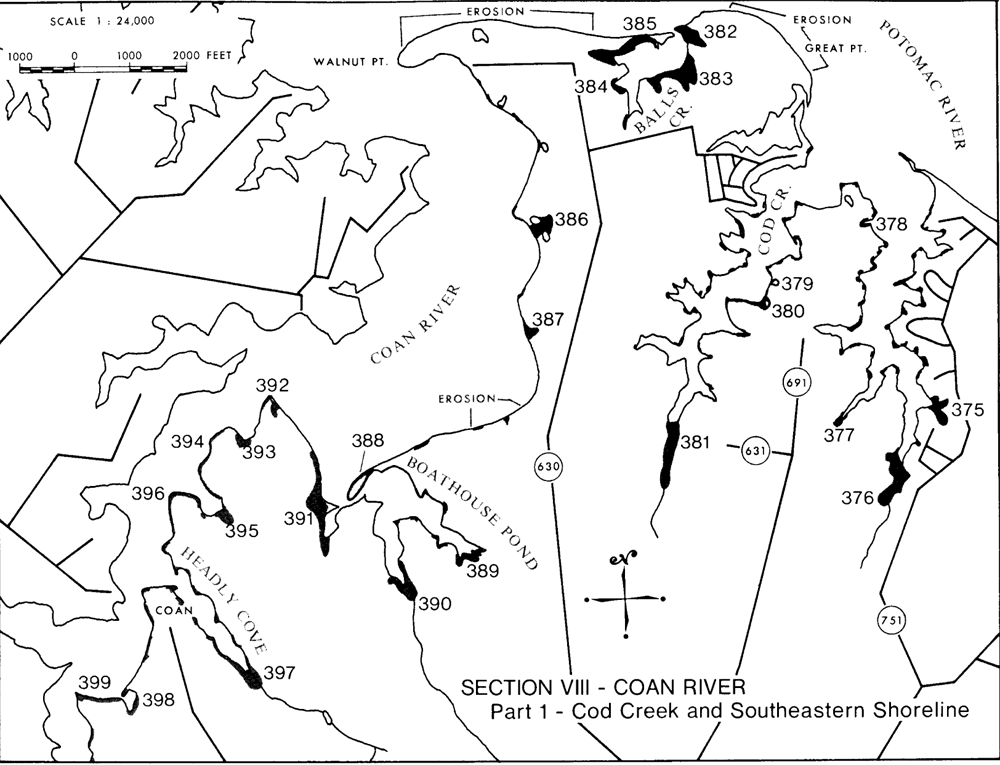 SCALE 1 : 24,000
1000 0 1000 2000 FEET
EROSION
WALNUT PT.
385
382
EROSION
GREAT PT.
POTOMAC RIVER
384
383
BALLS CR.
386
COD CR.
378
379
380
387
COAN RIVER
691
392
EROSION
375
394
393
388
377
381
631
630
BOATHOUSE POND
396
391
395
376
HEADLY COVE
389
N
390
COAN
751
397
399
398
SECTION VIII - COAN RIVER
Part 1 - Cod Creek and Southeastern Shoreline